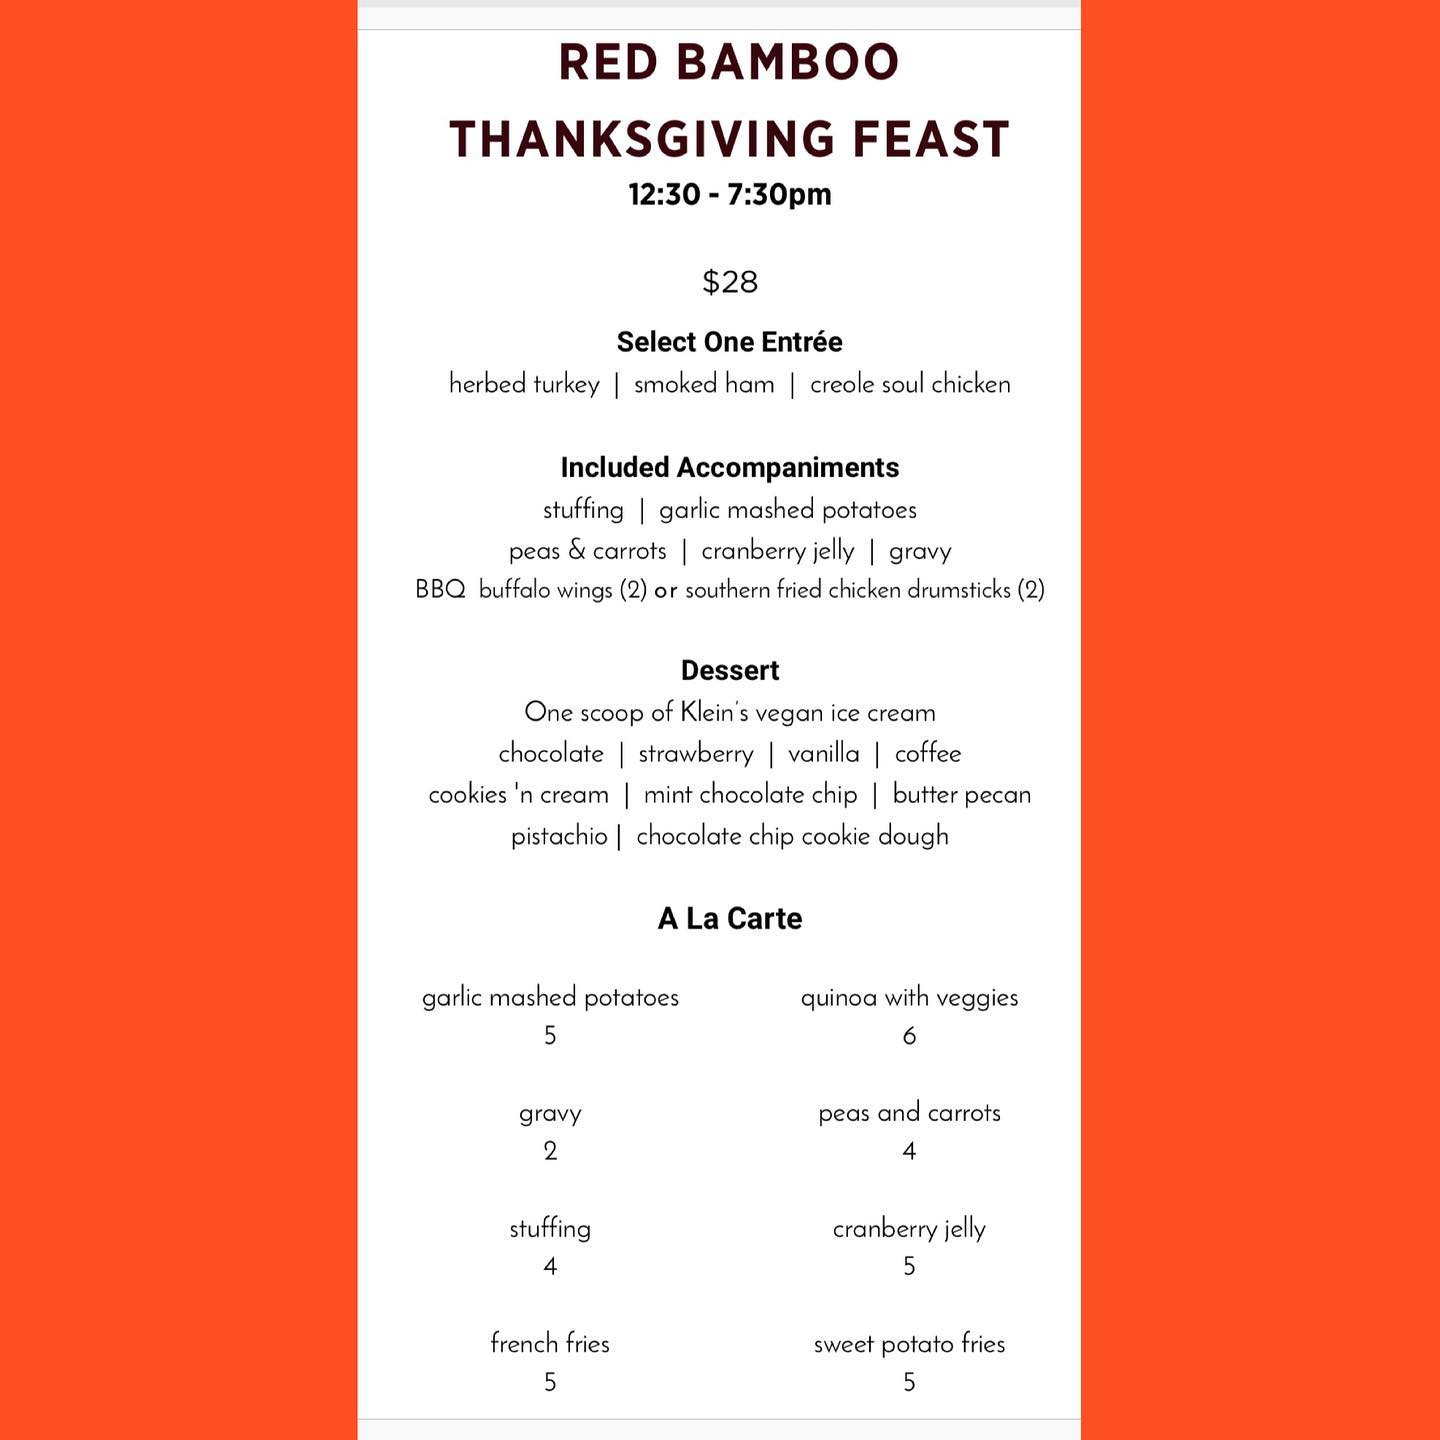 RED BAMBOO
THANKSGIVING FEAST
12:30 - 7:30pm
$28
Select One Entrée
herbed turkey | smoked ham | creole soul chicken
Included Accompaniments
stuffing | garlic mashed potatoes
peas & carrots | cranberry jelly | gravy
BBQ buffalo wings (2) or southern fried chicken drumsticks (2)
Dessert
One scoop of Klein's vegan ice cream
chocolate | strawberry | vanilla | coffee
cookies 'n cream | mint chocolate chip | butter pecan
pistachio | chocolate chip cookie dough
A La Carte
garlic mashed potatoes
5
quinoa with veggies
6
gravy
2
peas and carrots
4
stuffing
4
cranberry jelly
5
french fries
5
sweet potato fries
5